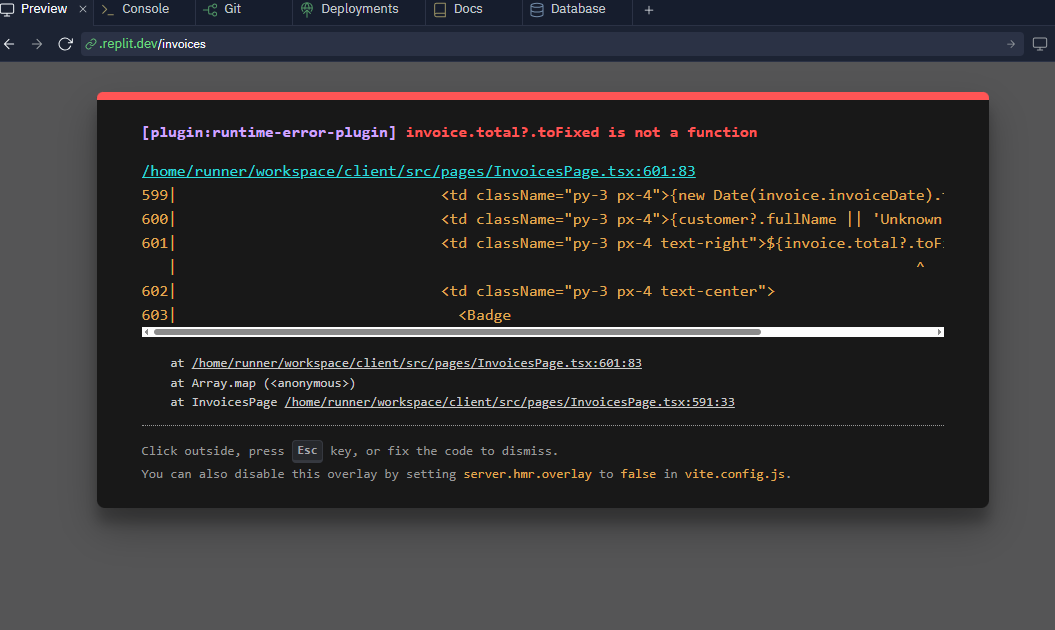 Preview × Console Git Deployments Docs Database +
.replit.dev/invoices
[plugin:runtime-error-plugin] invoice.total?.toFixed is not a function
/home/runner/workspace/client/src/pages/InvoicesPage.tsx:601:83
599| <td className="py-3 px-4">{new Date(invoice.invoiceDate).
600| <td className="py-3 px-4">{customer?.fullName || 'Unknown
601| <td className="py-3 px-4 text-right">${invoice.total?.toF
| ^
602| <td className="py-3 px-4 text-center">
603| <Badge
at /home/runner/workspace/client/src/pages/InvoicesPage.tsx:601:83
at Array.map (<anonymous>)
at InvoicesPage /home/runner/workspace/client/src/pages/InvoicesPage.tsx:591:33
Click outside, press Esc key, or fix the code to dismiss.
You can also disable this overlay by setting server.hmr.overlay to false in vite.config.js.